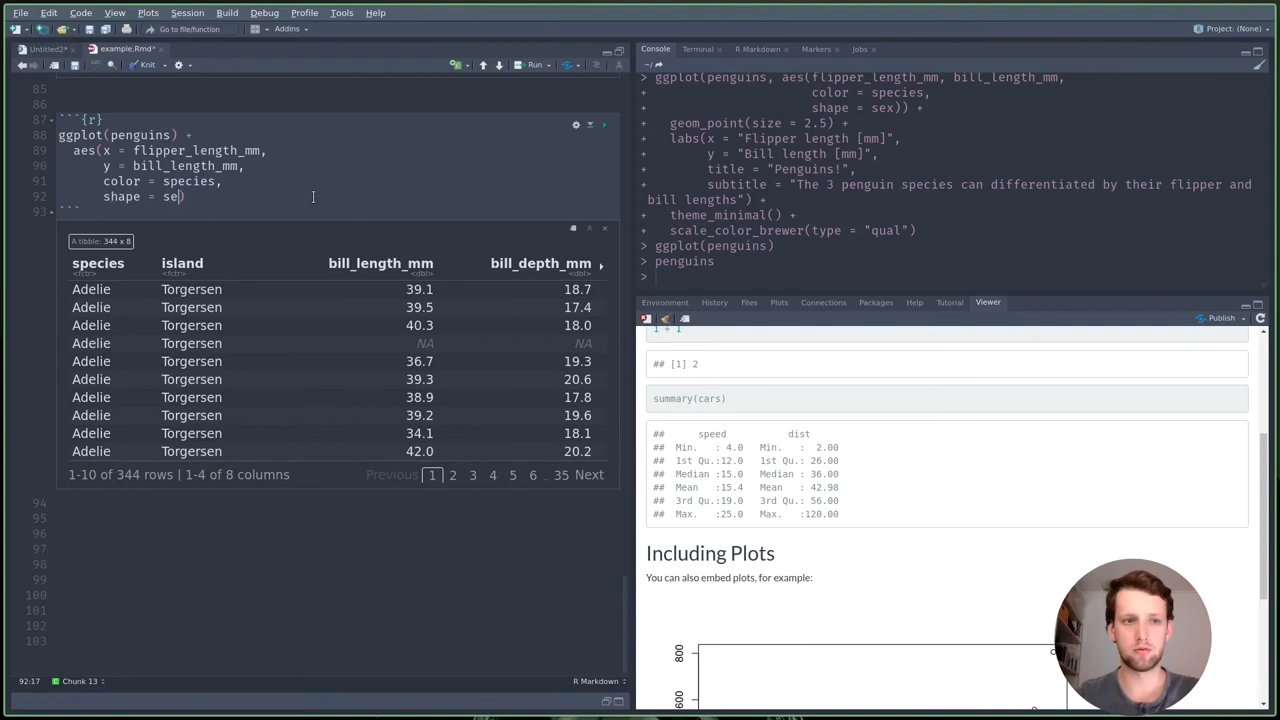 File Edit Code View Plots Session Build Debug Profile Tools Help
Go to file/function Addins Project: (None)
Untitled2* example.Rmd*
Knit Run
85
86
87 ```{r}
88 ggplot(penguins) +
89 aes(x = flipper_length_mm,
90 y = bill_length_mm,
91 color = species,
92 shape = se)
93 ```
A tibble: 344 x 8
species island bill_length_mm bill_depth_mm
<fctr> <fctr> <dbl> <dbl>
Adelie Torgersen 39.1 18.7
Adelie Torgersen 39.5 17.4
Adelie Torgersen 40.3 18.0
Adelie Torgersen NA NA
Adelie Torgersen 36.7 19.3
Adelie Torgersen 39.3 20.6
Adelie Torgersen 38.9 17.8
Adelie Torgersen 39.2 19.6
Adelie Torgersen 34.1 18.1
Adelie Torgersen 42.0 20.2
1-10 of 344 rows | 1-4 of 8 columns Previous 1 2 3 4 5 6 … 35 Next
94
95
96
97
98
99
100
101
102
103
92:17 Chunk 13 R Markdown
Console Terminal R Markdown Markers Jobs
~/
> ggplot(penguins, aes(flipper_length_mm, bill_length_mm,
+ color = species,
+ shape = sex)) +
+ geom_point(size = 2.5) +
+ labs(x = "Flipper length [mm]",
+ y = "Bill length [mm]",
+ title = "Penguins!",
+ subtitle = "The 3 penguin species can differentiated by their flipper and
bill lengths") +
+ theme_minimal() +
+ scale_color_brewer(type = "qual")
> ggplot(penguins)
> penguins
>
Environment History Files Plots Connections Packages Help Tutorial Viewer
Publish
1 + 1
## [1] 2
summary(cars)
## speed dist
## Min. : 4.0 Min. : 2.00
## 1st Qu.:12.0 1st Qu.: 26.00
## Median :15.0 Median : 36.00
## Mean :15.4 Mean : 42.98
## 3rd Qu.:19.0 3rd Qu.: 56.00
## Max. :25.0 Max. :120.00
Including Plots
You can also embed plots, for example:
800
600